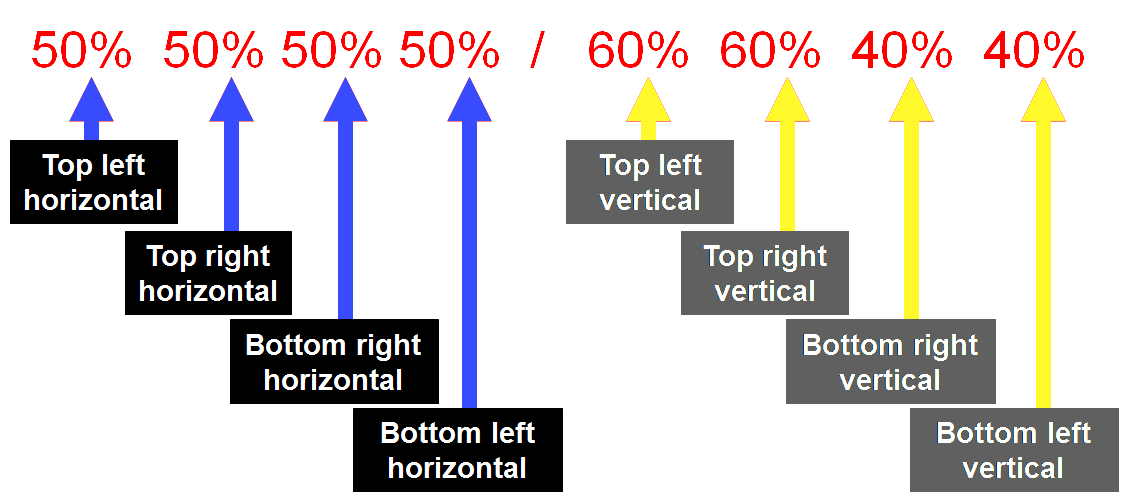 50% 50% 50% 50% / 60% 60% 40% 40%
Top left
horizontal
Top right
horizontal
Bottom right
horizontal
Bottom left
horizontal
Top left
vertical
Top right
vertical
Bottom right
vertical
Bottom left
vertical